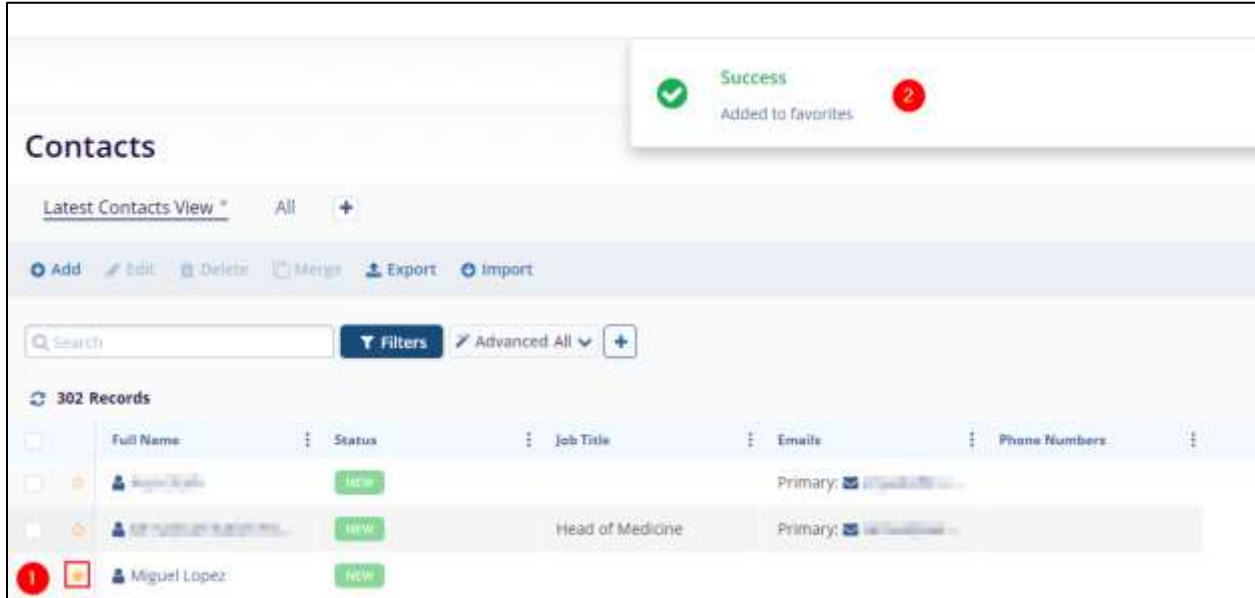 Success
2
Added to favorites
Contacts
Latest Contacts View * All +
Add Edit Delete Merge Export Import
Search Filters Advanced All +
302 Records
Full Name Status Job Title Emails Phone Numbers
NEW Primary:
NEW Head of Medicine Primary:
1 Miguel Lopez NEW